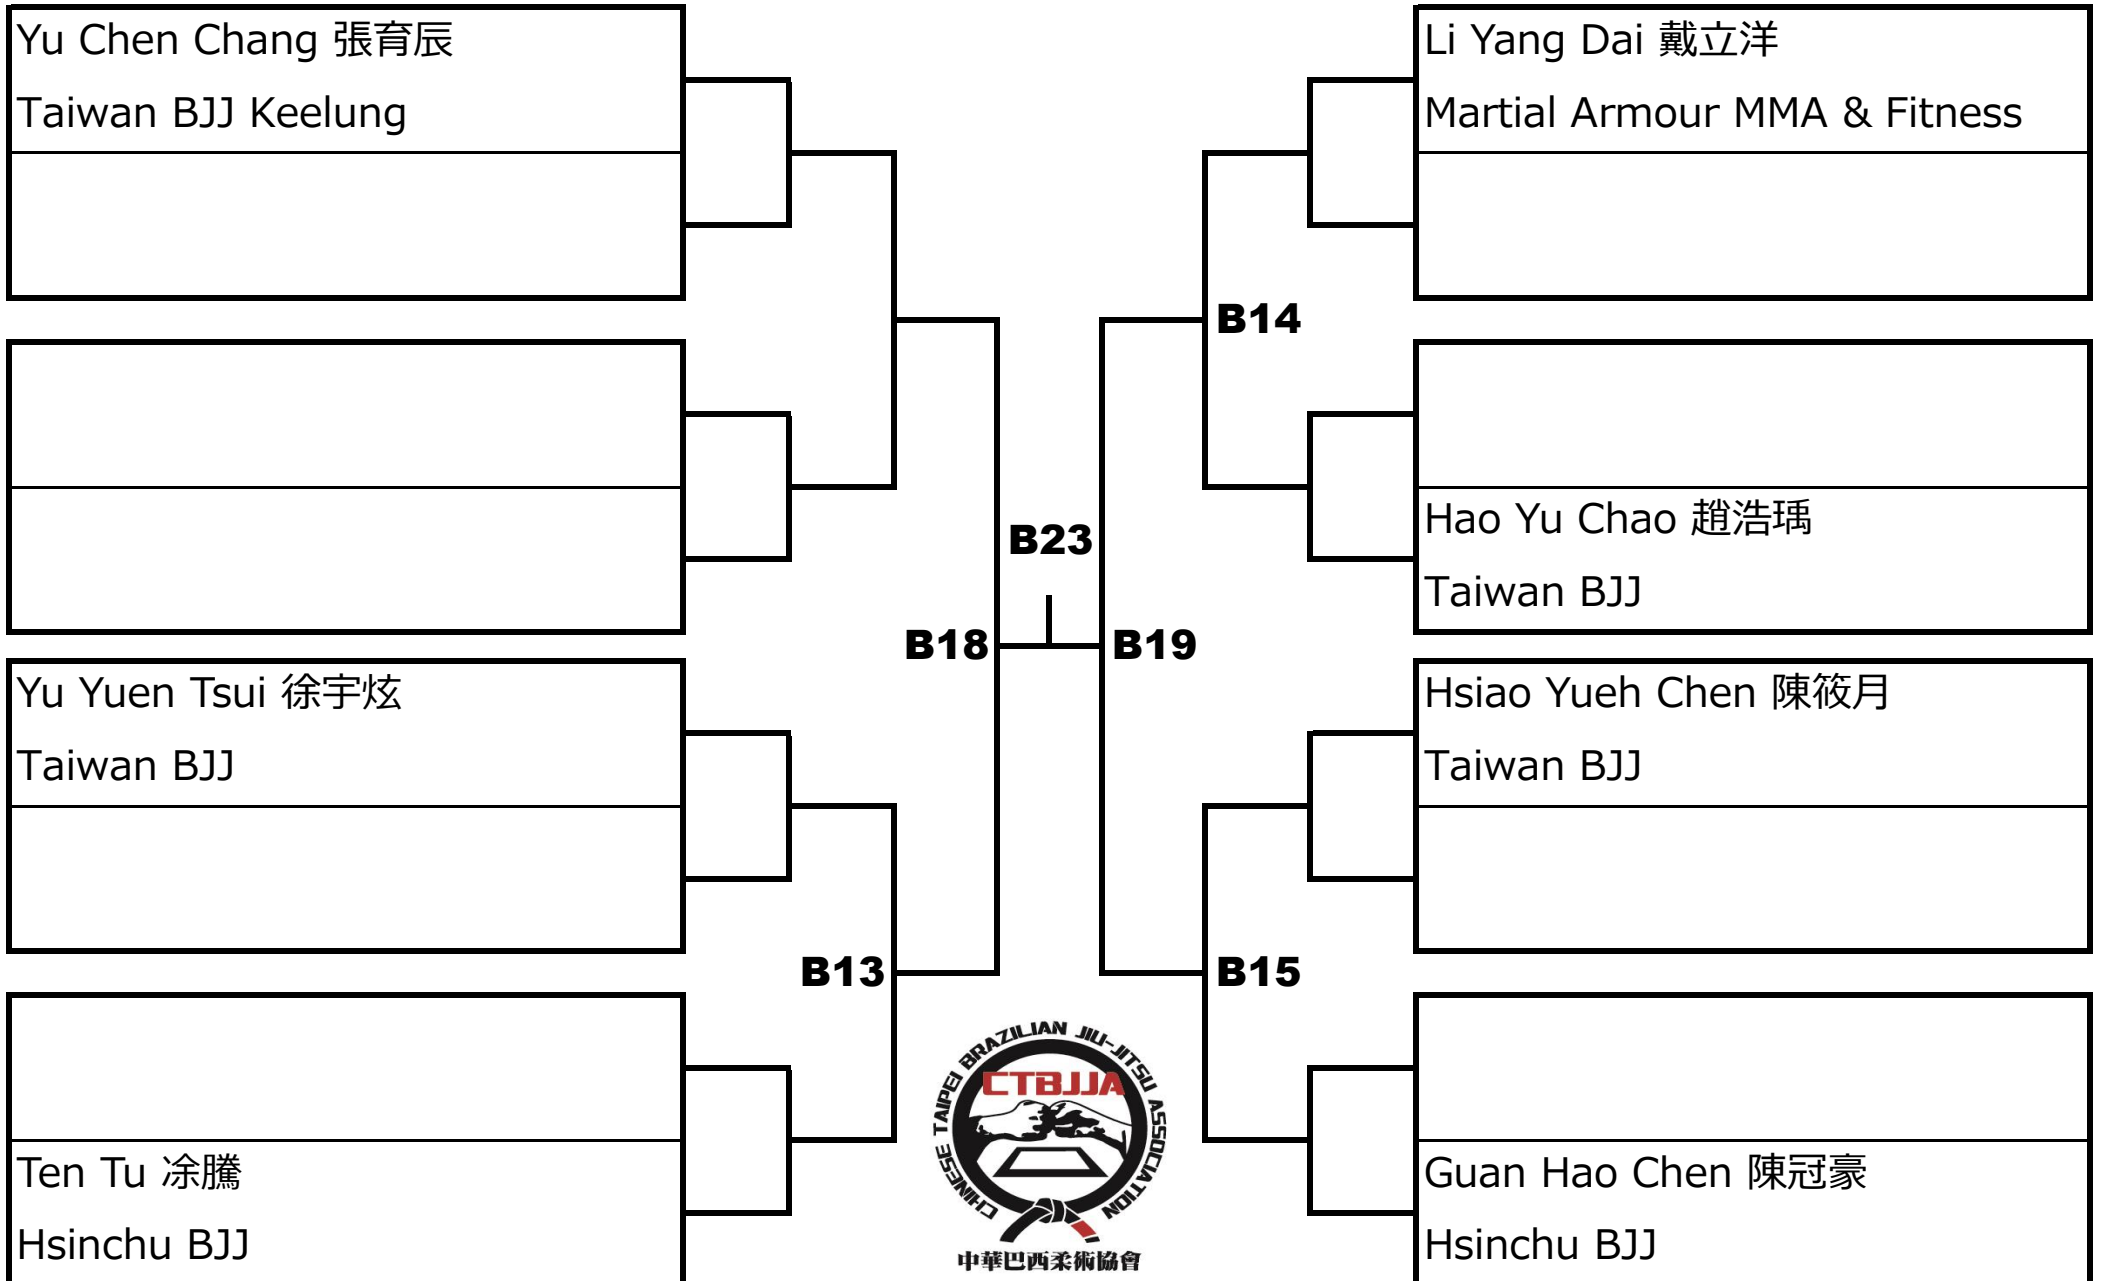 Yu Chen Chang 張育辰
Taiwan BJJ Keelung
Yu Yuen Tsui 徐宇炫
Taiwan BJJ
Ten Tu 凃騰
Hsinchu BJJ
B13
B18
B23
B19
B14
B15
Li Yang Dai 戴立洋
Martial Armour MMA & Fitness
Hao Yu Chao 趙浩瑀
Taiwan BJJ
Hsiao Yueh Chen 陳筱月
Taiwan BJJ
Guan Hao Chen 陳冠豪
Hsinchu BJJ
CHINESE TAIPEI BRAZILIAN JIU-JITSU ASSOCIATION
CTBJJA
中華巴西柔術協會